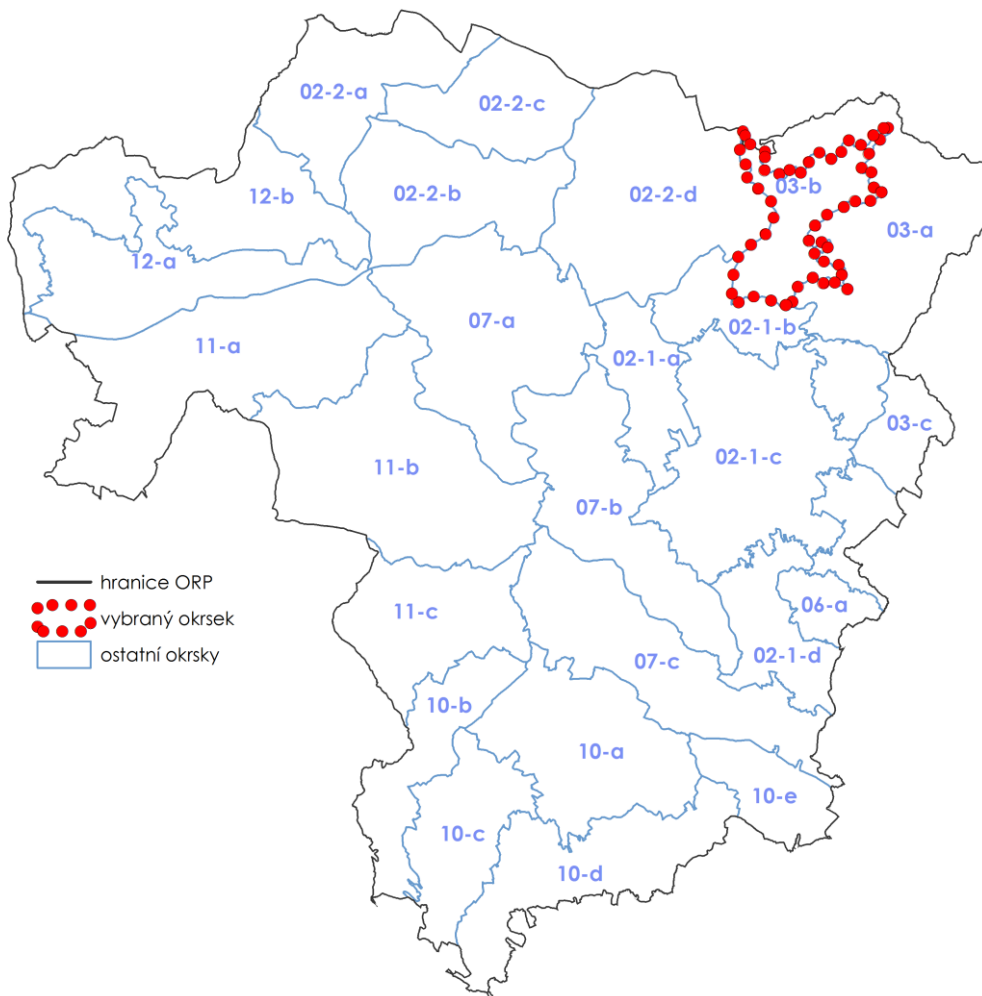 02-2-a
02-2-c
03-b
12-b
02-2-b
02-2-d
03-a
12-a
07-a
02-1-b
11-a
02-1-a
03-c
11-b
02-1-c
07-b
hranice ORP
vybraný okrsek
ostatní okrsky
11-c
06-a
07-c
02-1-d
10-b
10-a
10-e
10-c
10-d